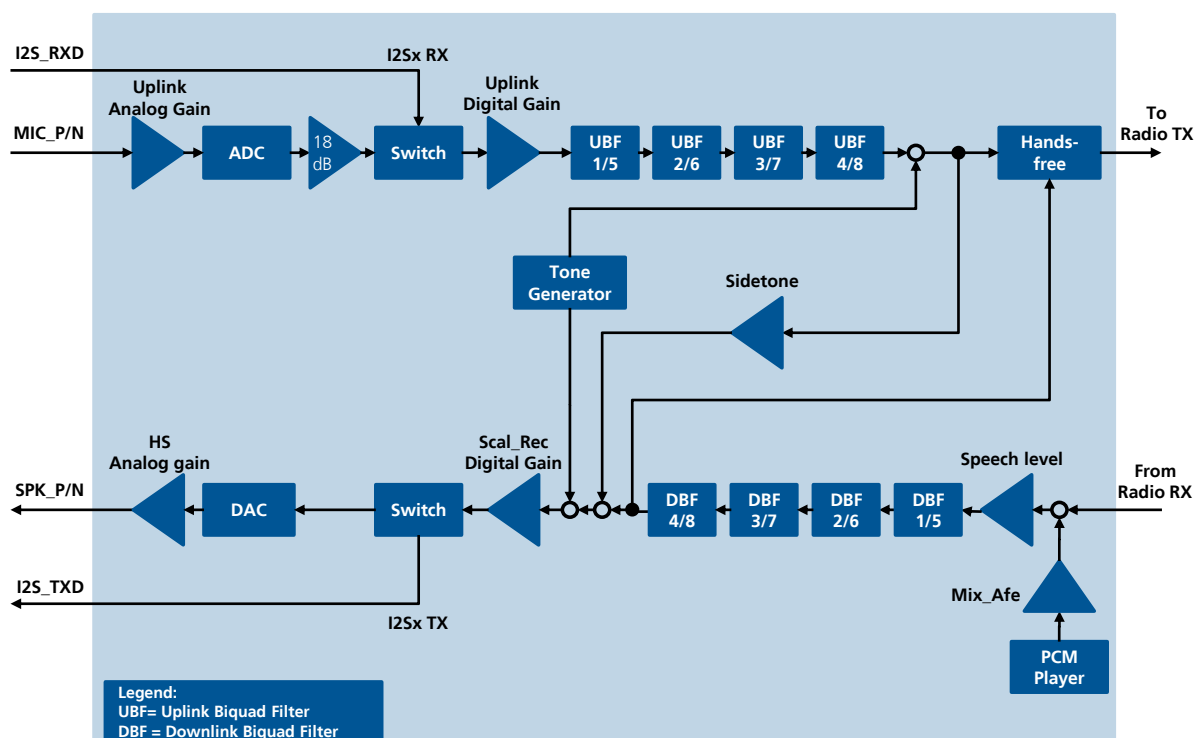 I2S_RXD
I2Sx RX
Uplink
Analog Gain
Uplink
Digital Gain
To
Radio TX
MIC_P/N
ADC
18
dB
Switch
UBF
1/5
UBF
2/6
UBF
3/7
UBF
4/8
Hands-
free
Tone
Generator
Sidetone
HS
Analog gain
Scal_Rec
Digital Gain
Speech level
From
Radio RX
SPK_P/N
DAC
Switch
DBF
4/8
DBF
3/7
DBF
2/6
DBF
1/5
I2S_TXD
I2Sx TX
Mix_Afe
PCM
Player
Legend:
UBF= Uplink Biquad Filter
DBF = Downlink Biquad Filter